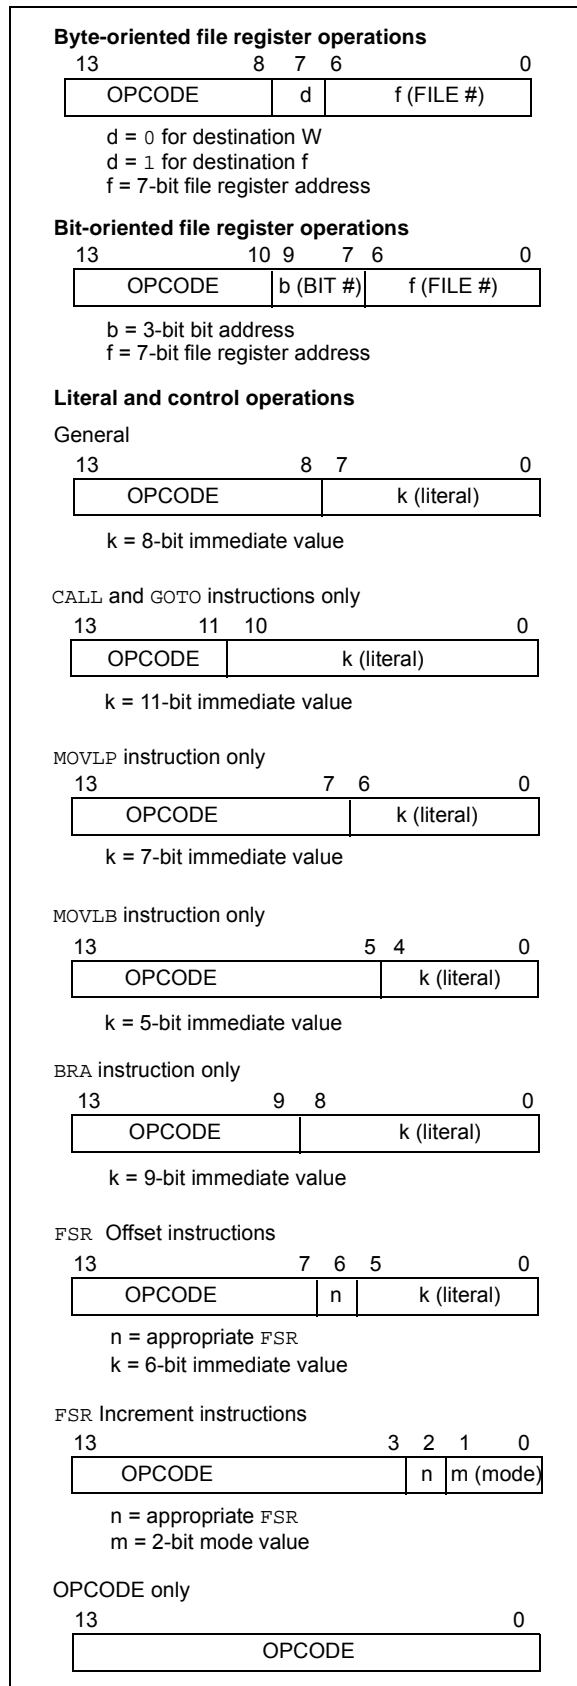 Byte-oriented file register operations
13 8 7 6 0
OPCODE d f (FILE #)
d = 0 for destination W
d = 1 for destination f
f = 7-bit file register address
Bit-oriented file register operations
13 10 9 7 6 0
OPCODE b (BIT #) f (FILE #)
b = 3-bit bit address
f = 7-bit file register address
Literal and control operations
General
13 8 7 0
OPCODE k (literal)
k = 8-bit immediate value
CALL and GOTO instructions only
13 11 10 0
OPCODE k (literal)
k = 11-bit immediate value
MOVLP instruction only
13 7 6 0
OPCODE k (literal)
k = 7-bit immediate value
MOVLB instruction only
13 5 4 0
OPCODE k (literal)
k = 5-bit immediate value
BRA instruction only
13 9 8 0
OPCODE k (literal)
k = 9-bit immediate value
FSR Offset instructions
13 7 6 5 0
OPCODE n k (literal)
n = appropriate FSR
k = 6-bit immediate value
FSR Increment instructions
13 3 2 1 0
OPCODE n m (mode)
n = appropriate FSR
m = 2-bit mode value
OPCODE only
13 0
OPCODE